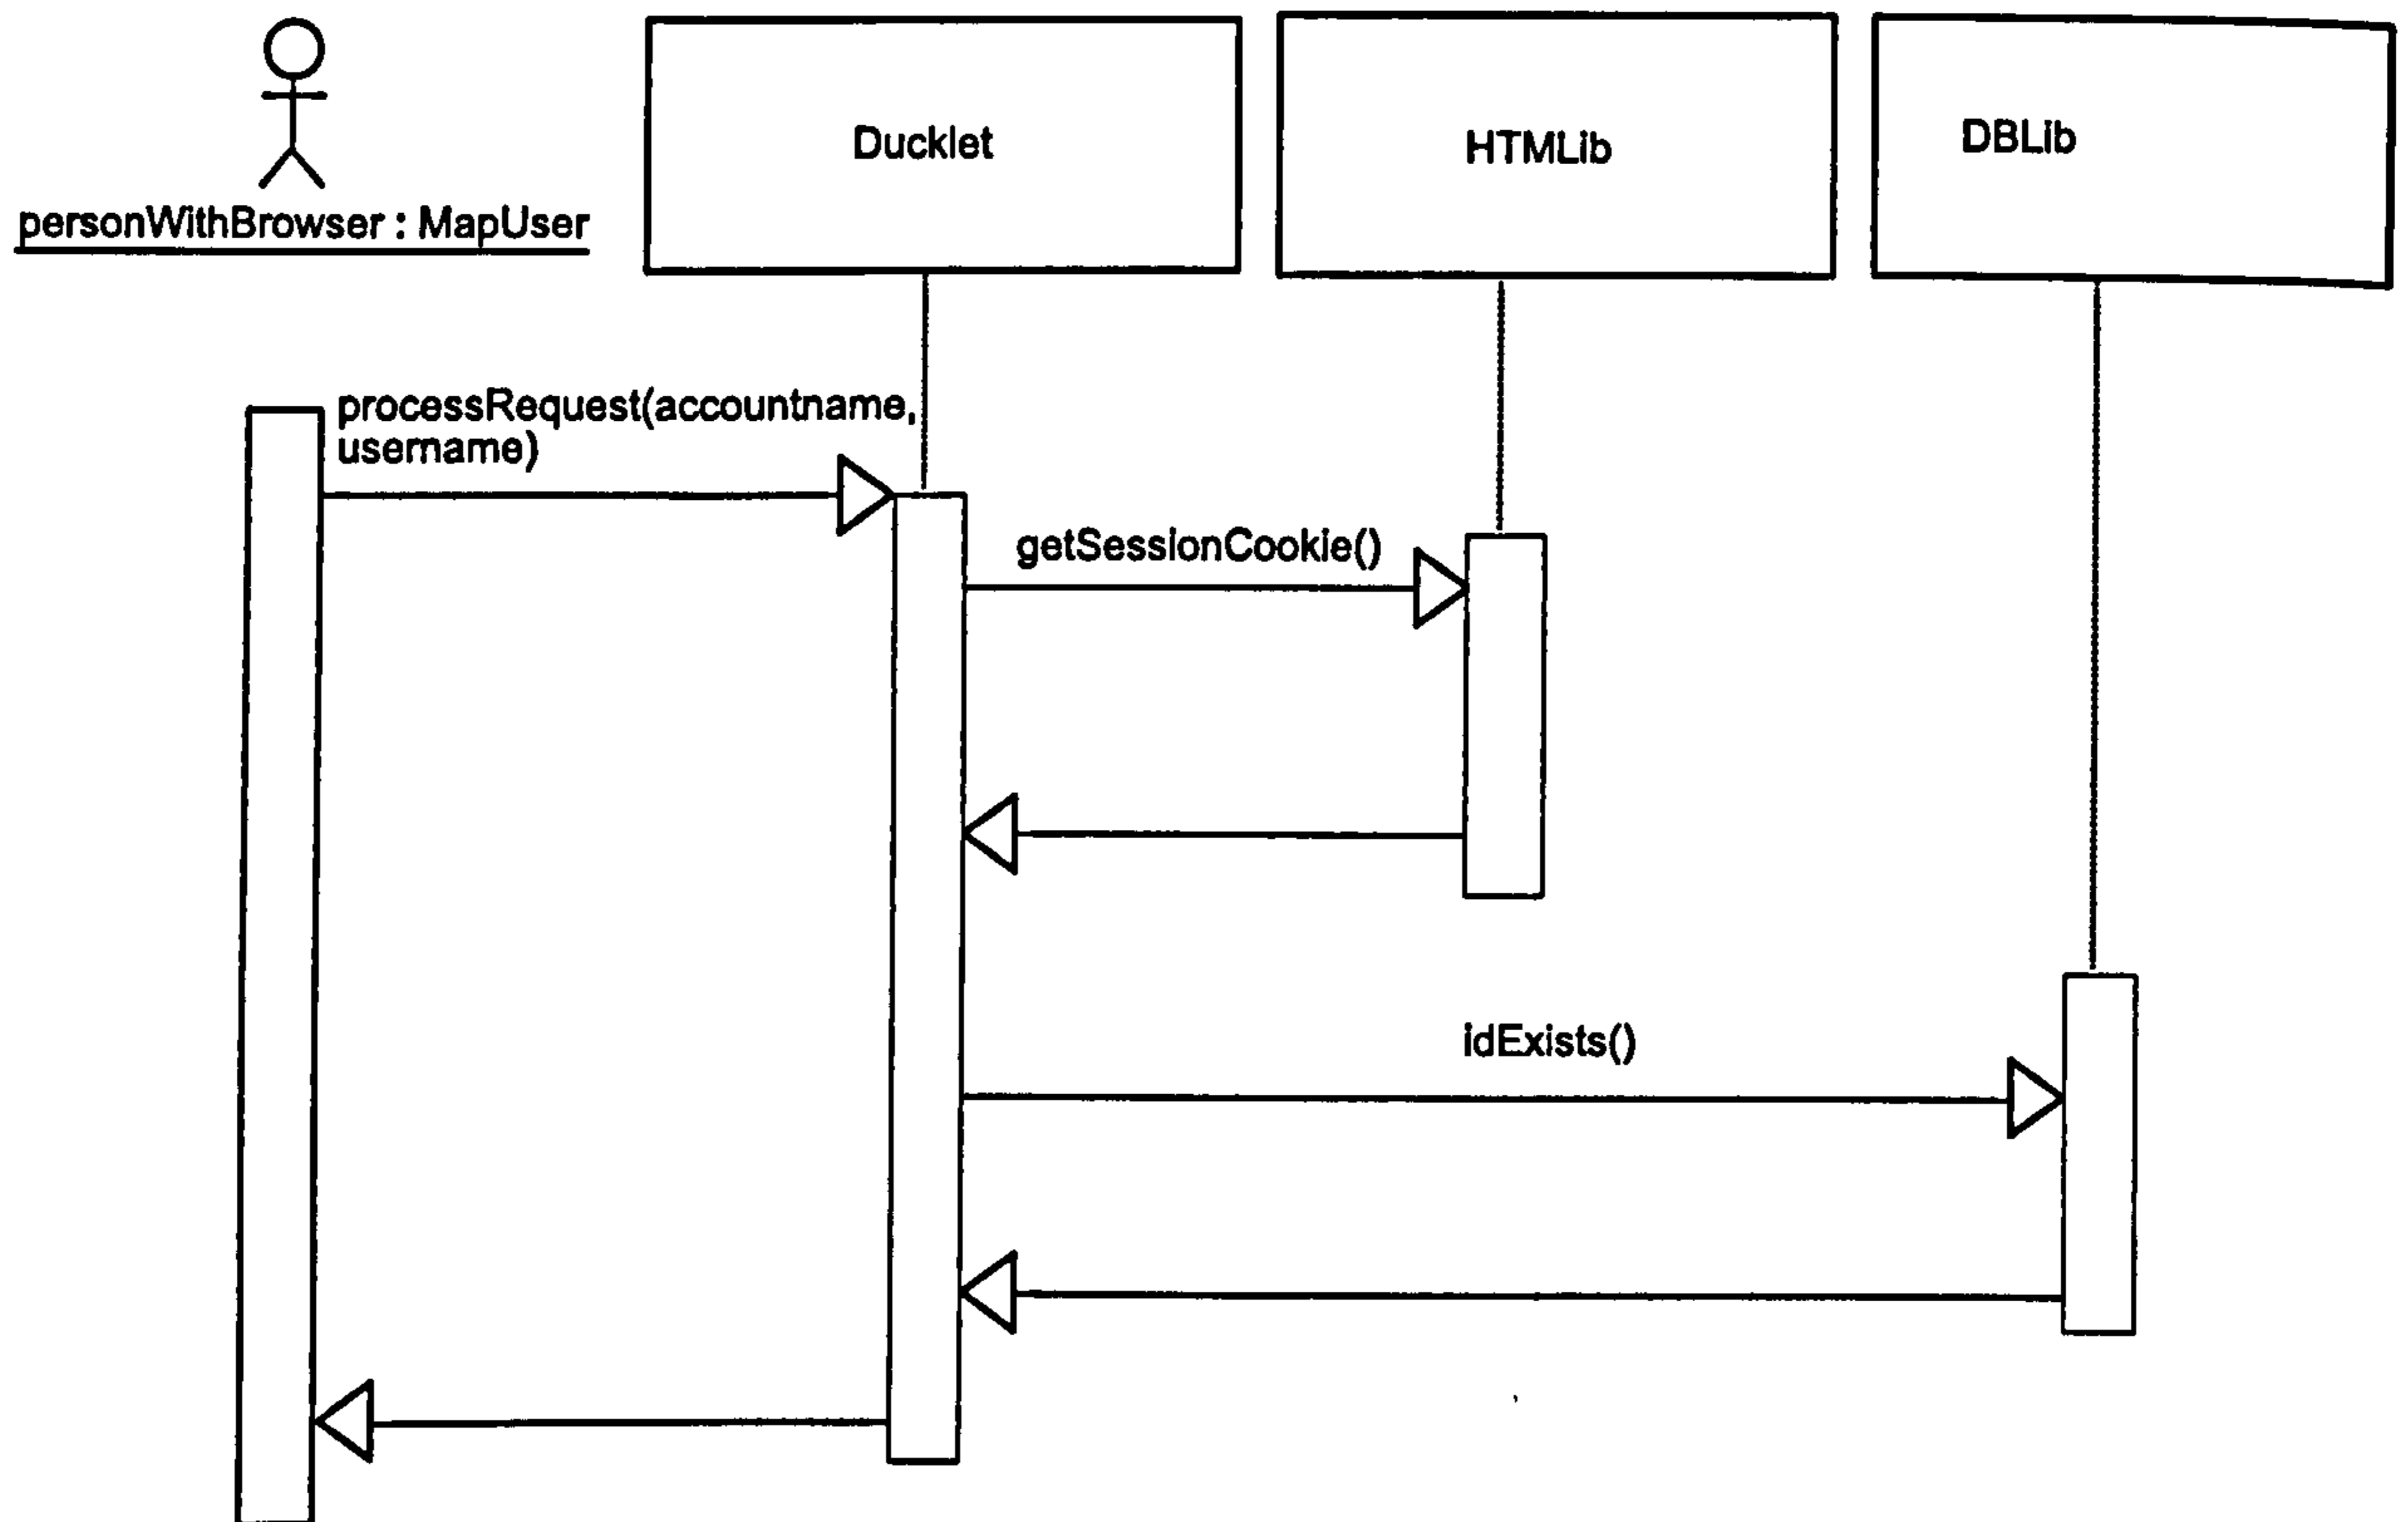 personWithBrowser : MapUser
Ducklet
HTMLib
DBLib
processRequest(accountname,
username)
getSessionCookie()
idExists()